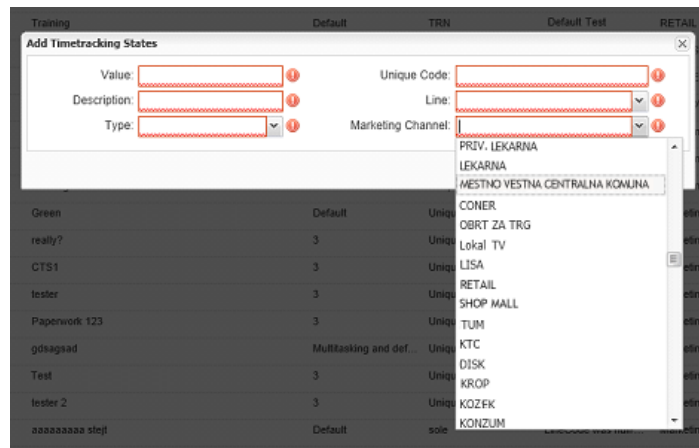 Training Default TRN Default Test RETAIL
Add Timetracking States
Value: Unique Code:
Description: Line:
Type: Marketing Channel:
PRIV. LEKARNA
LEKARNA
MESTNO VESTNA CENTRALNA KOMUNA
CONER
Green Default
OBRT ZA TRG
really? 3
Lokal TV
CTS1 3
LISA
RETAIL
tester 3
SHOP MALL
Paperwork 123 3
TUM
KTC
gdsagsad Multitasking and def...
DISK
Test 3
KROP
tester 2 3
KOZEK
KONZUM
aaaaaaaaa stejt Default sole